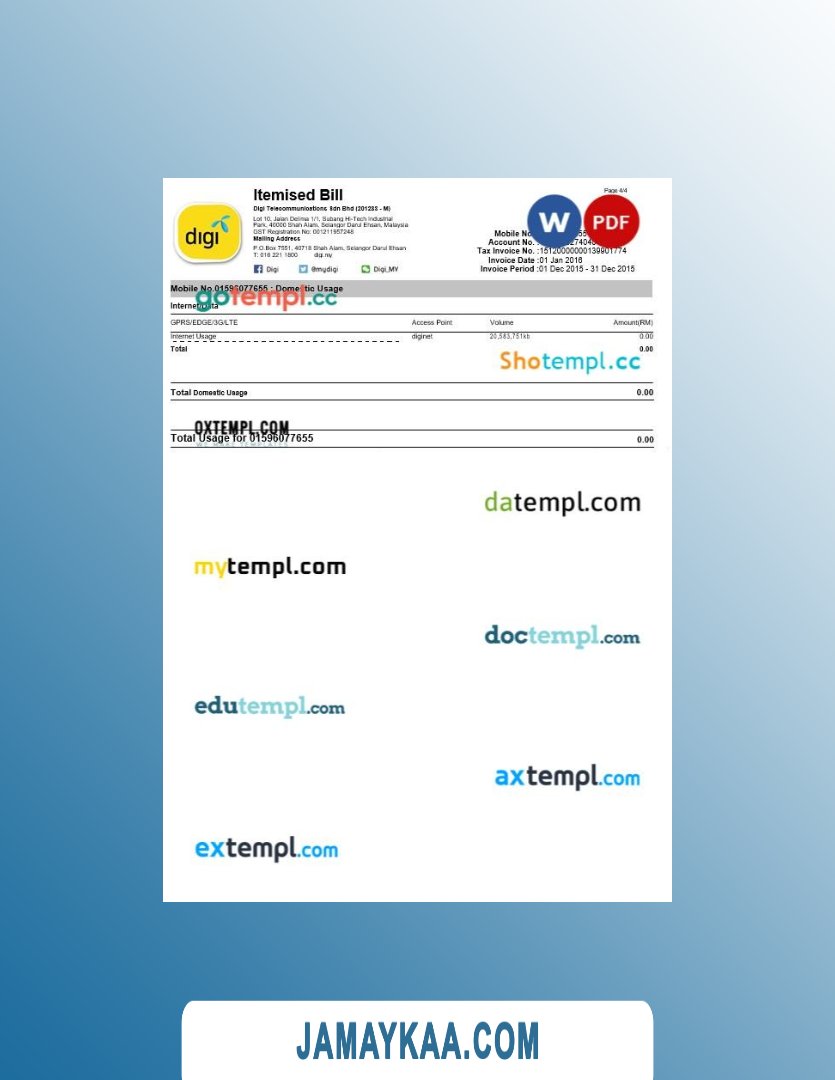 Itemised Bill
Page 4/4
Digi Telecommunications Sdn Bhd (201283 - M)
Lot 10, Jalan Delima 1/1, Subang Hi-Tech Industrial
Park, 40000 Shah Alam, Selangor Darul Ehsan, Malaysia
GST Registration No: 001211957248
Mailing Address
P.O.Box 7551, 40718 Shah Alam, Selangor Darul Ehsan
T: 016 221 1800 digi.my
Digi @mydigi Digi_MY
digi
W PDF
Mobile No
Account No. :
Tax Invoice No. :
Invoice Date :01 Jan 2016
Invoice Period :01 Dec 2015 - 31 Dec 2015
Mobile No.01596077655 : Domestic Usage
gotempl.cc
Internet/Data
GPRS/EDGE/3G/LTE Access Point Volume Amount(RM)
Internet Usage diginet 20,583,751kb 0.00
Total 0.00
Shotempl.cc
Total Domestic Usage 0.00
OXTEMPL.COM
Total Usage for 01596077655 0.00
WE MAKE TEMPLATES
datempl.com
mytempl.com
doctempl.com
edutempl.com
axtempl.com
extempl.com
JAMAYKAA.COM